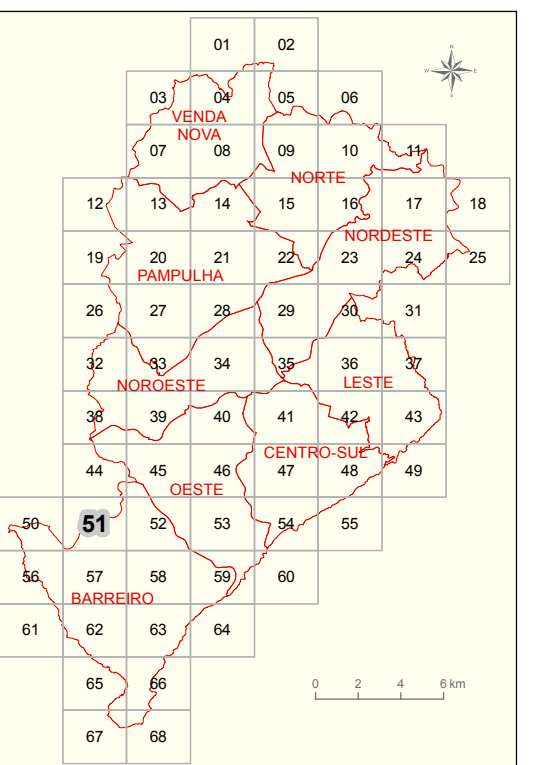 01 02
N
W E
S
03 04 05 06
VENDA
NOVA
07 08 09 10 11
NORTE
12 13 14 15 16 17 18
NORDESTE
19 20 21 22 23 24 25
PAMPULHA
26 27 28 29 30 31
32 33 34 35 36 37
NOROESTE LESTE
38 39 40 41 42 43
CENTRO-SUL
44 45 46 47 48 49
OESTE
50 51 52 53 54 55
56 57 58 59 60
BARREIRO
61 62 63 64
65 66
0 2 4 6 km
67 68